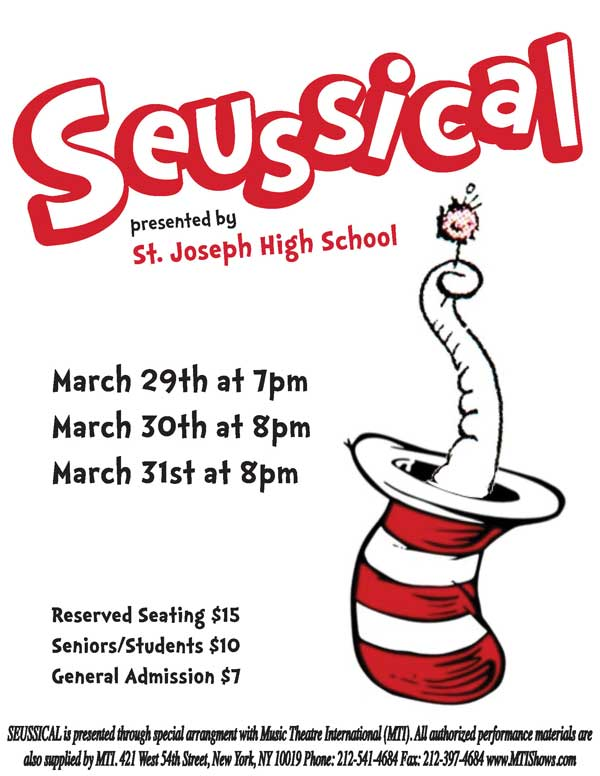 Seussical
presented by
St. Joseph High School
March 29th at 7pm
March 30th at 8pm
March 31st at 8pm
Reserved Seating $15
Seniors/Students $10
General Admission $7
SEUSSICAL is presented through special arrangment with Music Theatre International (MTI). All authorized performance materials are
also supplied by MTI. 421 West 54th Street, New York, NY 10019 Phone: 212-541-4684 Fax: 212-397-4684 www.MTIShows.com